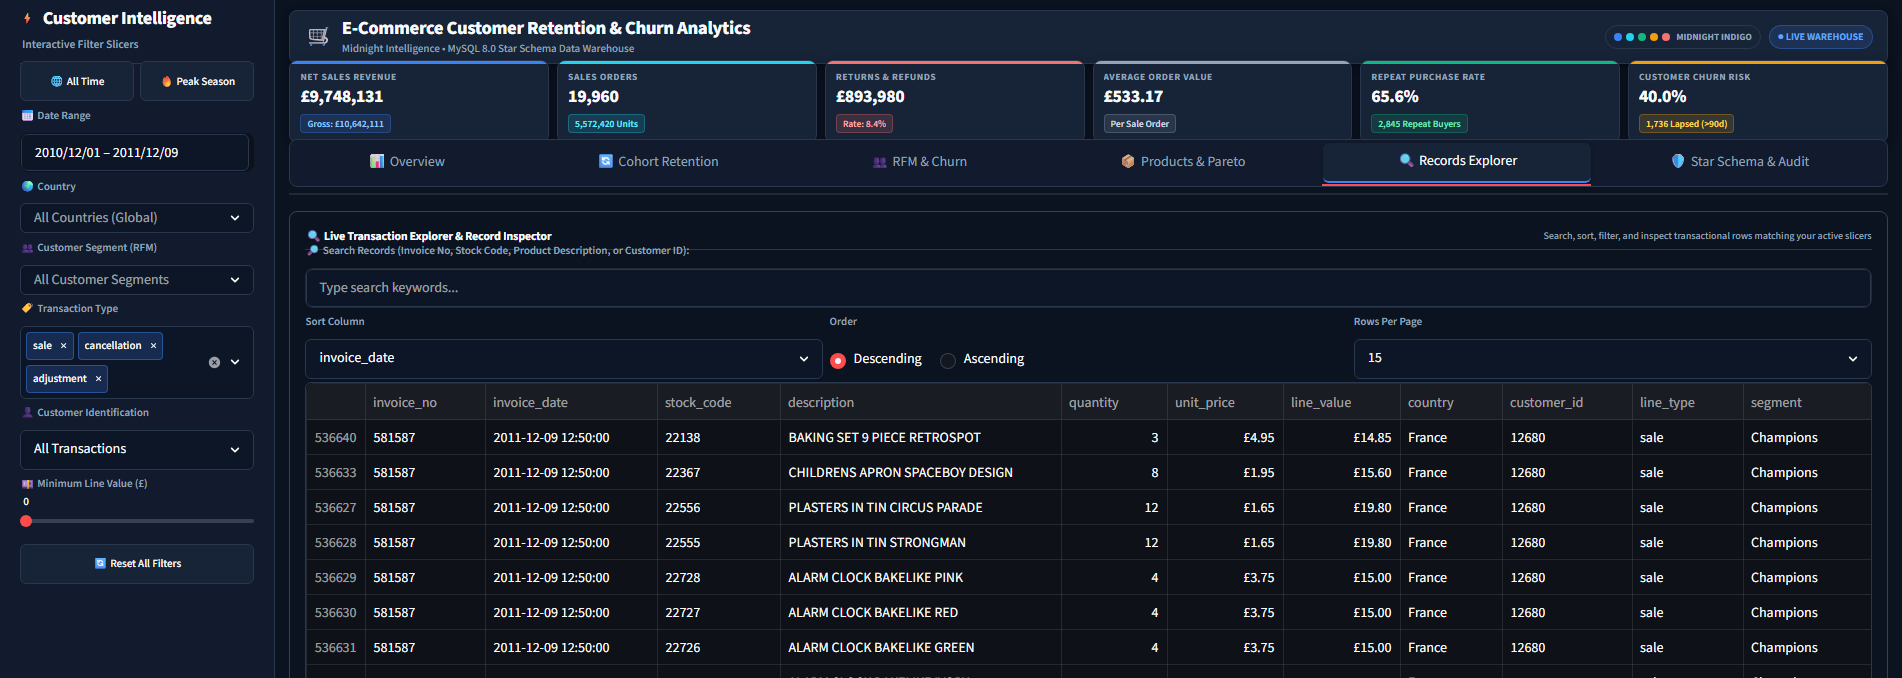 Customer Intelligence
Interactive Filter Slicers
All Time
Peak Season
Date Range
2010/12/01 – 2011/12/09
Country
All Countries (Global)
Customer Segment (RFM)
All Customer Segments
Transaction Type
sale × cancellation ×
adjustment ×
Customer Identification
All Transactions
Minimum Line Value (£)
0
Reset All Filters
E-Commerce Customer Retention & Churn Analytics
Midnight Intelligence • MySQL 8.0 Star Schema Data Warehouse
MIDNIGHT INDIGO
LIVE WAREHOUSE
NET SALES REVENUE
£9,748,131
Gross: £10,642,111
SALES ORDERS
19,960
5,572,420 Units
RETURNS & REFUNDS
£893,980
Rate: 8.4%
AVERAGE ORDER VALUE
£533.17
Per Sale Order
REPEAT PURCHASE RATE
65.6%
2,845 Repeat Buyers
CUSTOMER CHURN RISK
40.0%
1,736 Lapsed (>90d)
Overview
Cohort Retention
RFM & Churn
Products & Pareto
Records Explorer
Star Schema & Audit
Live Transaction Explorer & Record Inspector
Search, sort, filter, and inspect transactional rows matching your active slicers
Search Records (Invoice No, Stock Code, Product Description, or Customer ID):
Type search keywords...
Sort Column
Order
Rows Per Page
invoice_date
Descending
Ascending
15
invoice_no invoice_date stock_code description quantity unit_price line_value country customer_id line_type segment
536640 581587 2011-12-09 12:50:00 22138 BAKING SET 9 PIECE RETROSPOT 3 £4.95 £14.85 France 12680 sale Champions
536633 581587 2011-12-09 12:50:00 22367 CHILDRENS APRON SPACEBOY DESIGN 8 £1.95 £15.60 France 12680 sale Champions
536627 581587 2011-12-09 12:50:00 22556 PLASTERS IN TIN CIRCUS PARADE 12 £1.65 £19.80 France 12680 sale Champions
536628 581587 2011-12-09 12:50:00 22555 PLASTERS IN TIN STRONGMAN 12 £1.65 £19.80 France 12680 sale Champions
536629 581587 2011-12-09 12:50:00 22728 ALARM CLOCK BAKELIKE PINK 4 £3.75 £15.00 France 12680 sale Champions
536630 581587 2011-12-09 12:50:00 22727 ALARM CLOCK BAKELIKE RED 4 £3.75 £15.00 France 12680 sale Champions
536631 581587 2011-12-09 12:50:00 22726 ALARM CLOCK BAKELIKE GREEN 4 £3.75 £15.00 France 12680 sale Champions